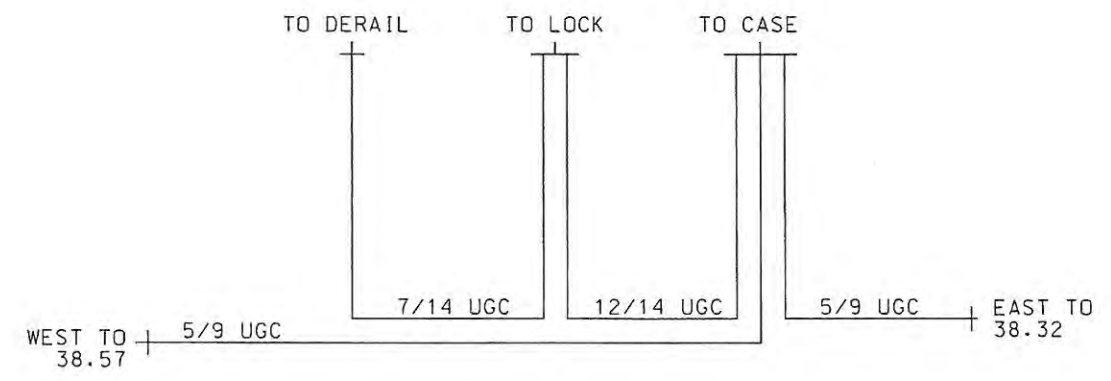 TO DERAIL
TO LOCK
TO CASE
7/14 UGC
12/14 UGC
5/9 UGC
EAST TO
38.32
WEST TO
38.57
5/9 UGC